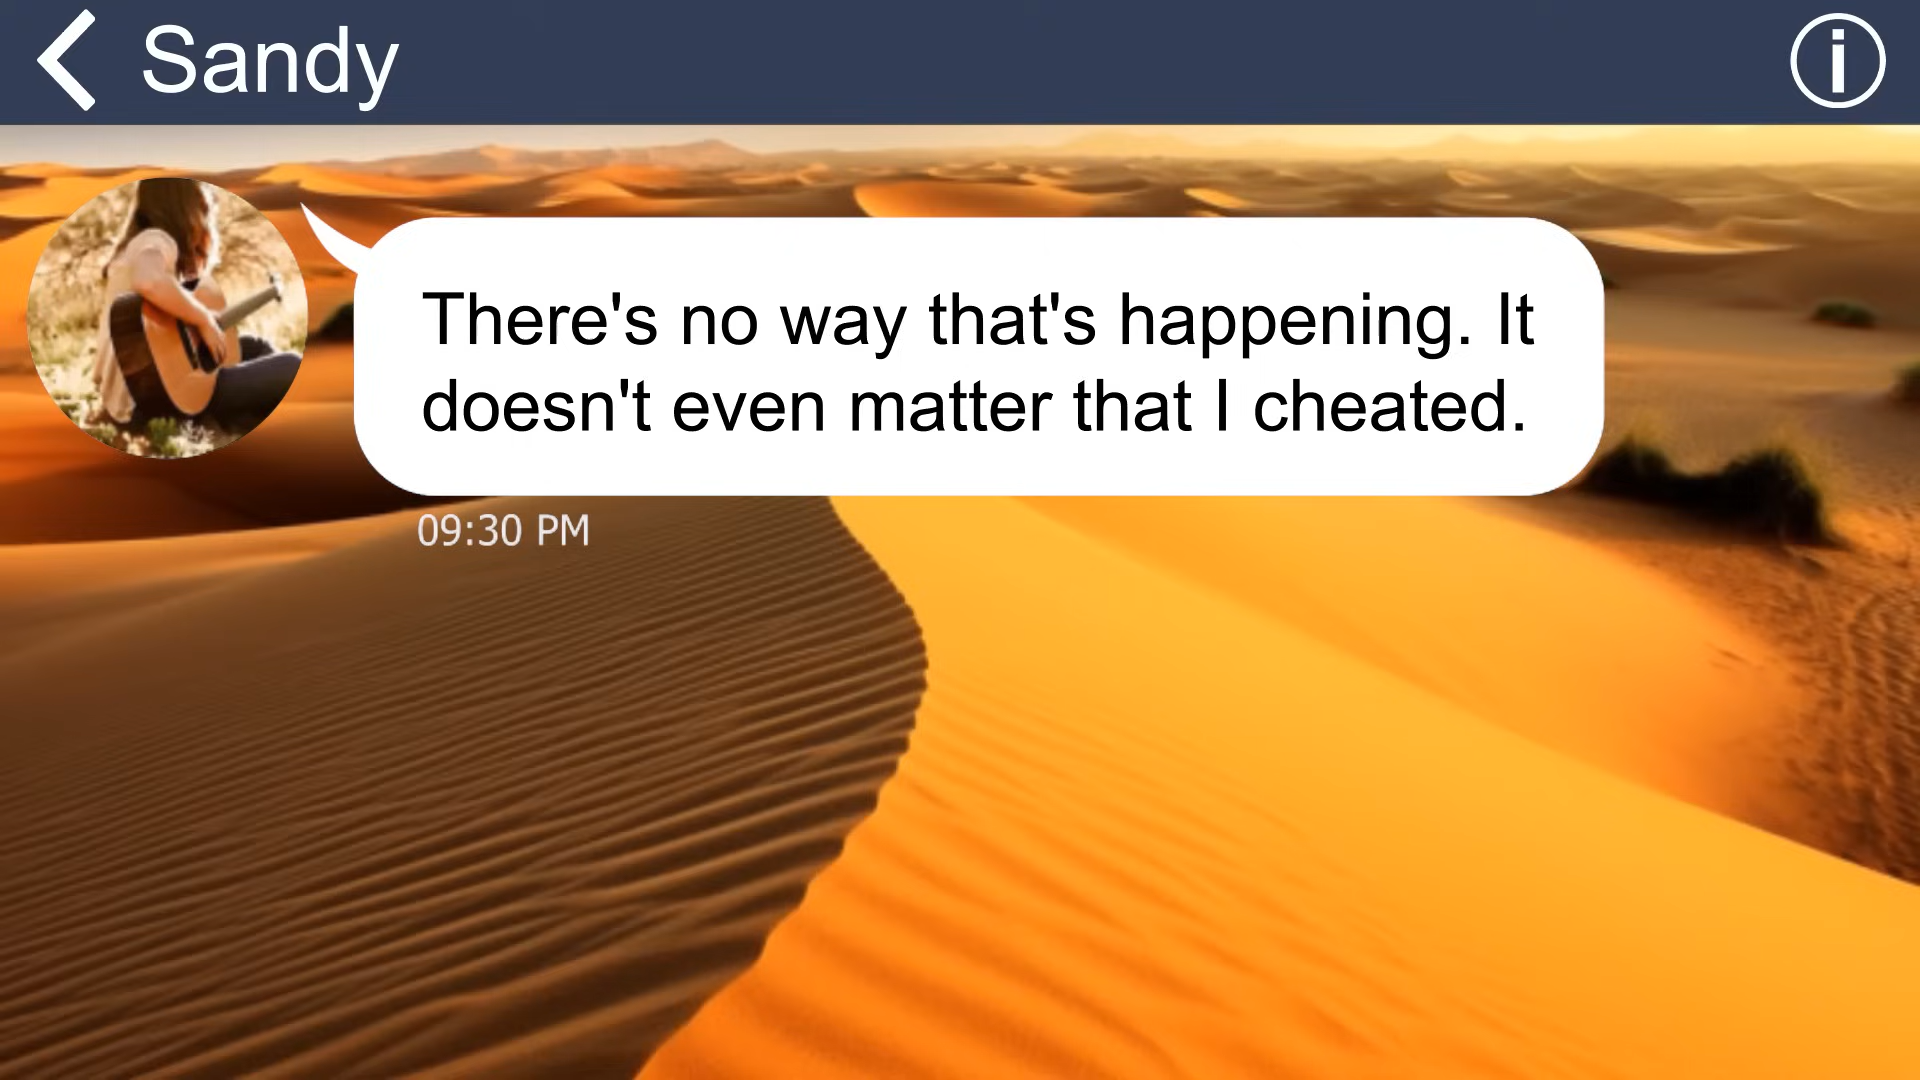 Sandy
There's no way that's happening. It
doesn't even matter that I cheated.
09:30 PM